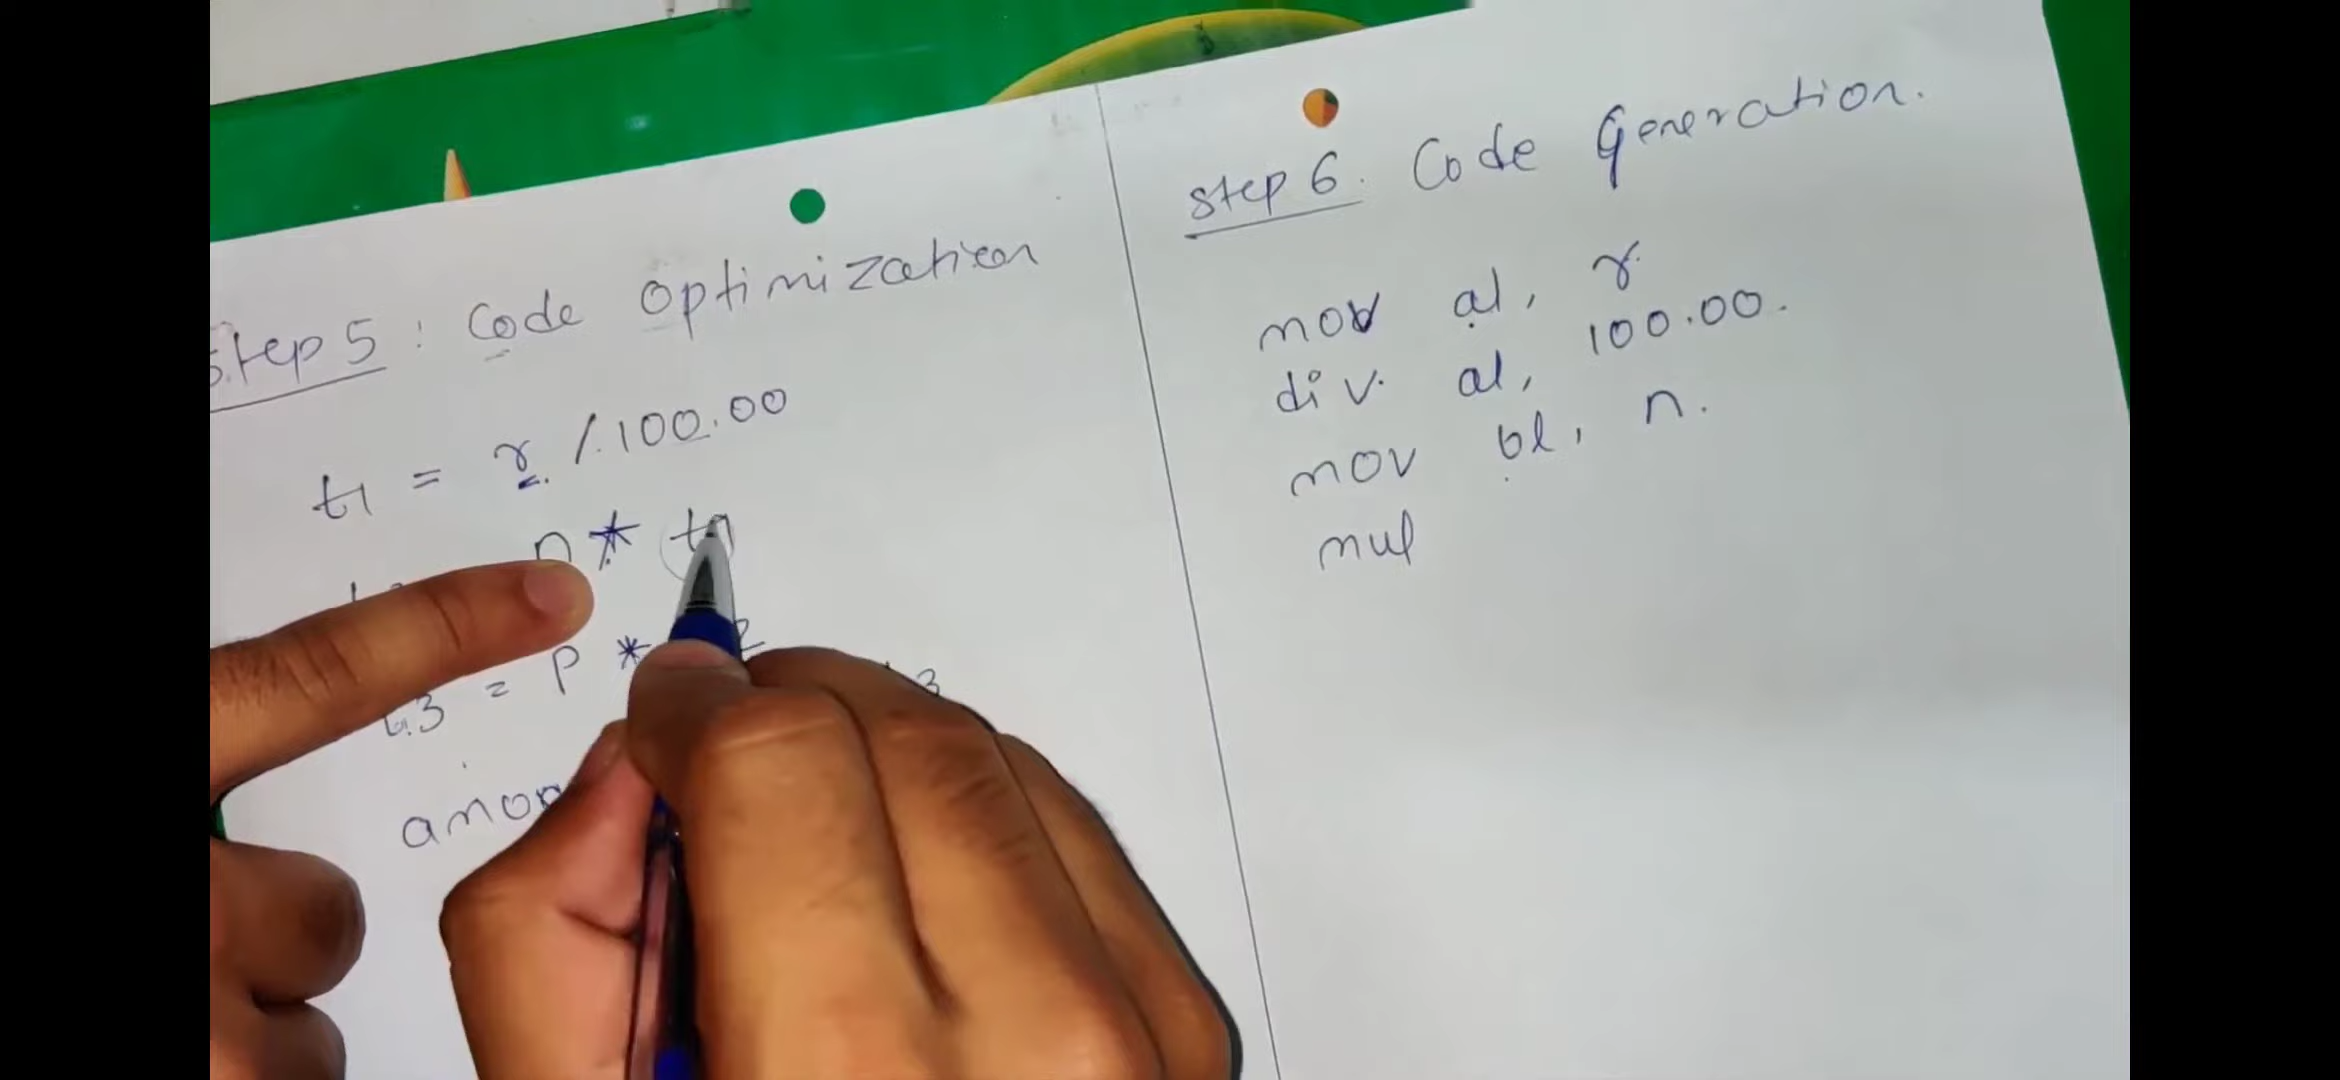 Step 5 : Code Optimization
t1 = r / 100.00
n * t1
t3 = p *
step 6. Code Generation.
mov al, r
div. al, 100.00.
mov bl, n.
mul